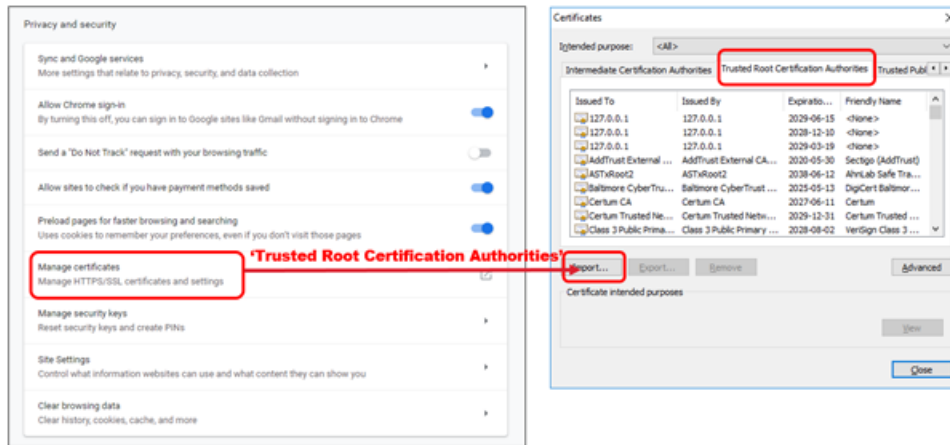 Privacy and security
Sync and Google services
More settings that relate to privacy, security, and data collection
Allow Chrome sign-in
By turning this off, you can sign in to Google sites like Gmail without signing in to Chrome
Send a "Do Not Track" request with your browsing traffic
Allow sites to check if you have payment methods saved
Preload pages for faster browsing and searching
Uses cookies to remember your preferences, even if you don't visit those pages
Manage certificates
Manage HTTPS/SSL certificates and settings
Manage security keys
Reset security keys and create PINs
Site Settings
Control what information websites can use and what content they can show you
Clear browsing data
Clear history, cookies, cache, and more
'Trusted Root Certification Authorities'
Certificates
Intended purpose: <All>
Intermediate Certification Authorities Trusted Root Certification Authorities Trusted Publ
Issued To Issued By Expiratio... Friendly Name
127.0.0.1 127.0.0.1 2029-06-15 <None>
127.0.0.1 127.0.0.1 2028-12-10 <None>
127.0.0.1 127.0.0.1 2029-03-19 <None>
AddTrust External ... AddTrust External CA... 2020-05-30 Sectigo (AddTrust)
ASTxRoot2 ASTxRoot2 2038-06-12 AhnLab Safe Tra...
Baltimore CyberTru... Baltimore CyberTrust ... 2025-05-13 DigiCert Baltimor...
Certum CA Certum CA 2027-06-11 Certum
Certum Trusted Ne... Certum Trusted Netw... 2029-12-31 Certum Trusted ...
Class 3 Public Prima... Class 3 Public Primary ... 2028-08-02 VeriSign Class 3 ...
Import... Export... Remove Advanced
Certificate intended purposes
View
Close